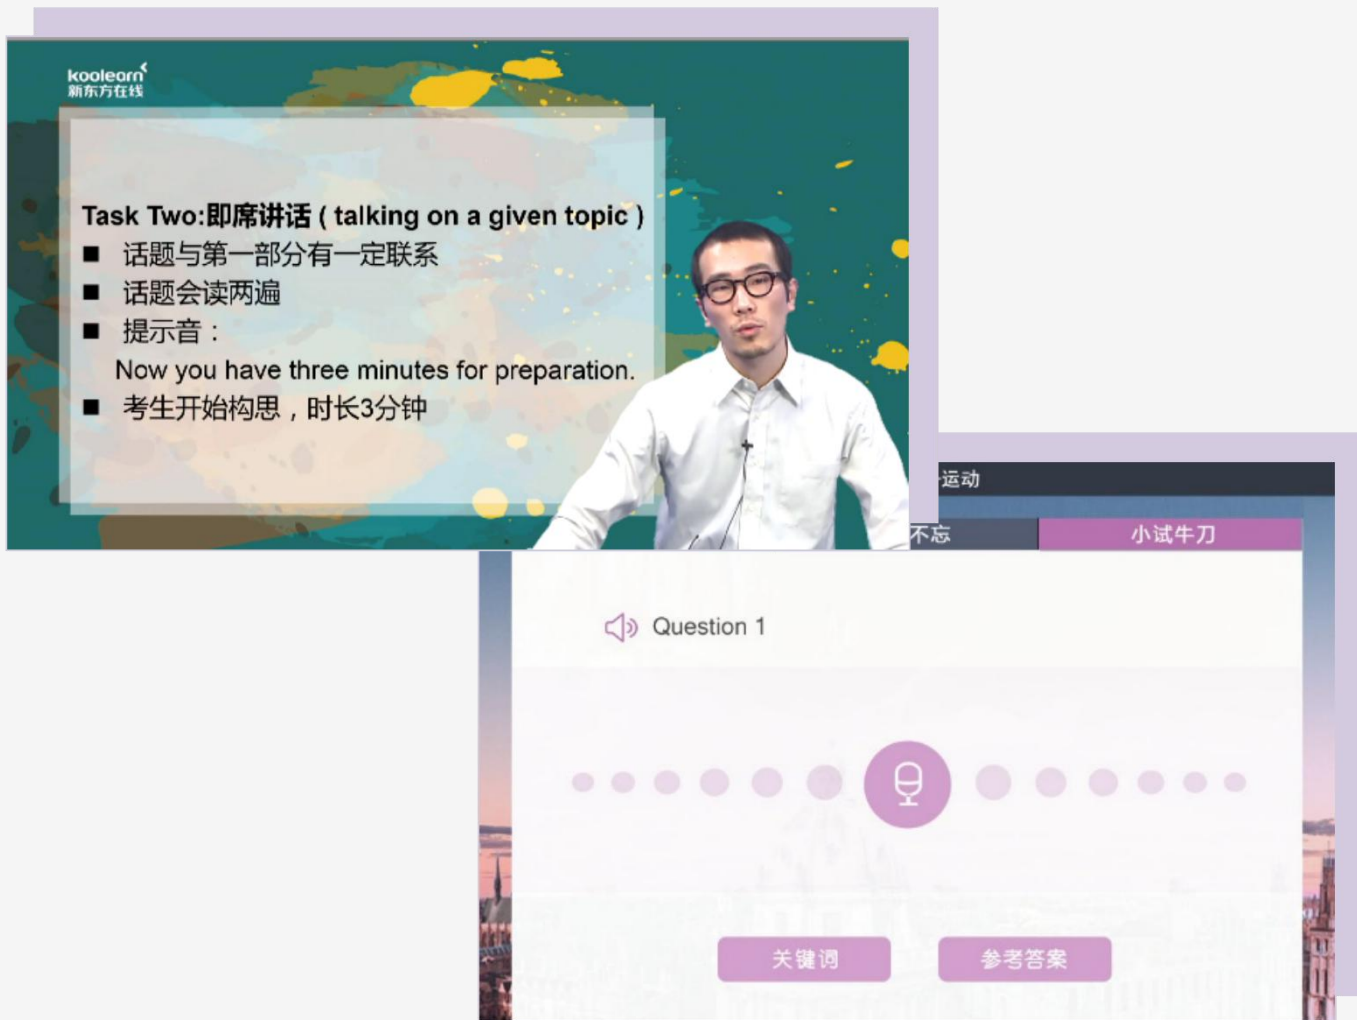 koolearn
新东方在线
Task Two:即席讲话 ( talking on a given topic )
■ 话题与第一部分有一定联系
■ 话题会读两遍
■ 提示音：
Now you have three minutes for preparation.
■ 考生开始构思，时长3分钟
运动
不忘
小试牛刀
Question 1
关键词
参考答案